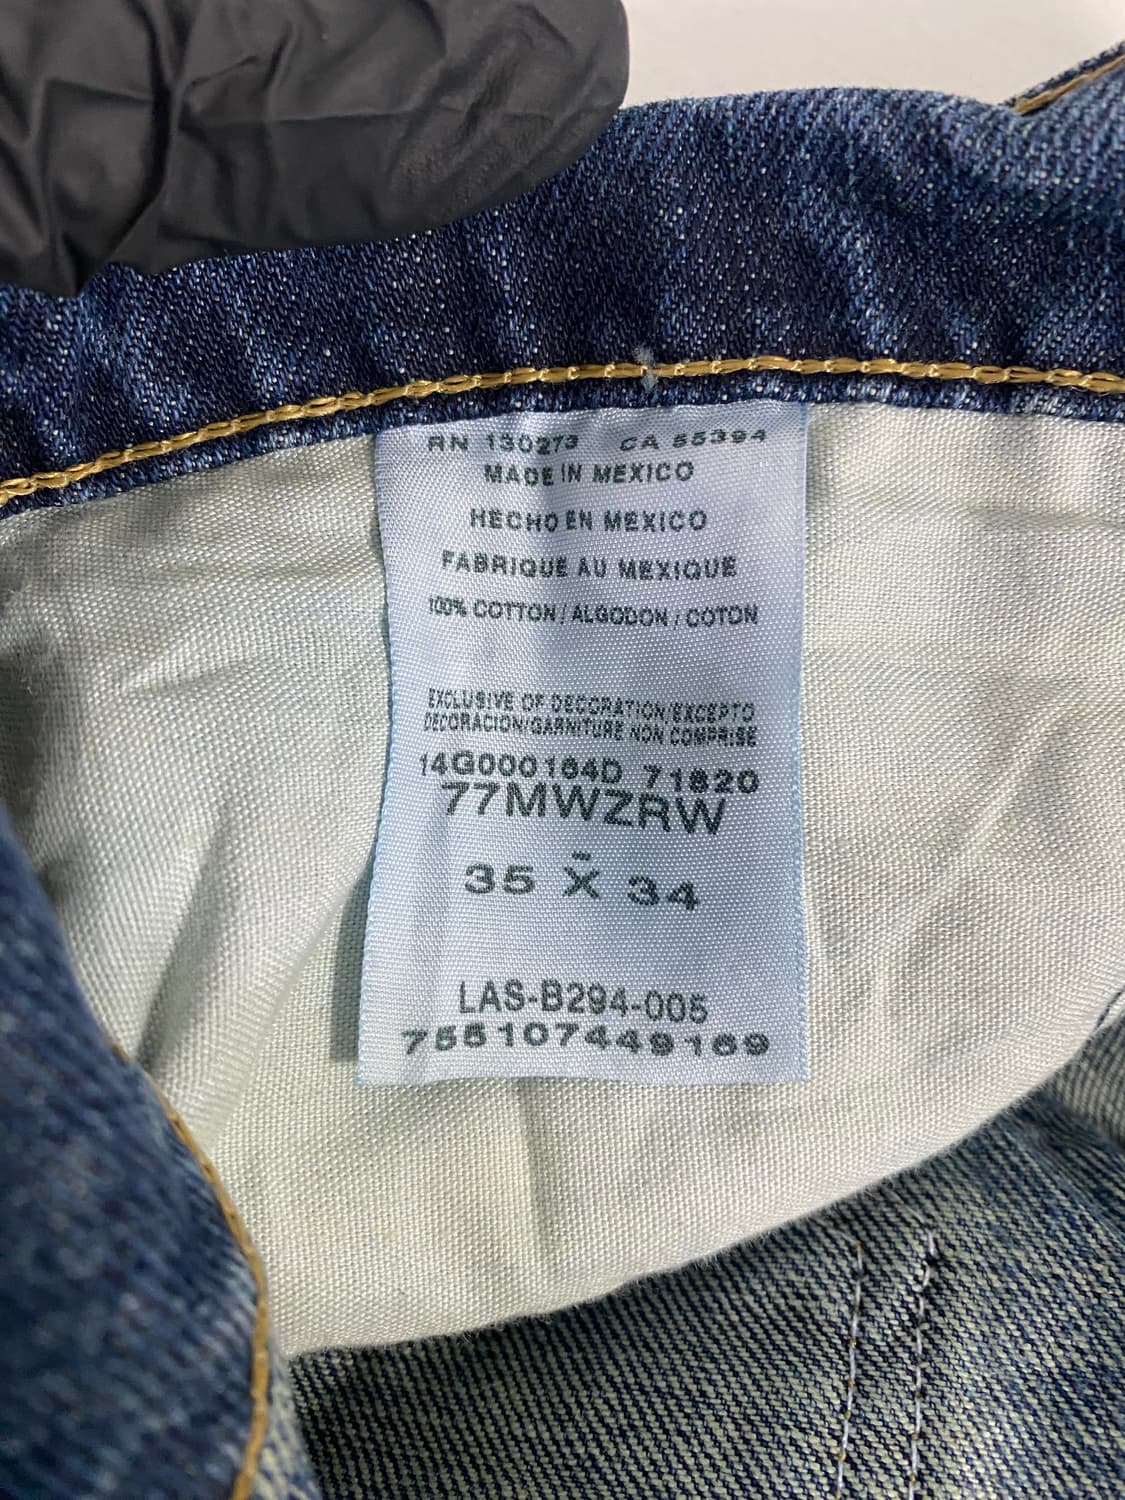 RN 130273 CA 55394
MADE IN MEXICO
HECHO EN MEXICO
FABRIQUE AU MEXIQUE
100% COTTON / ALGODON / COTON
EXCLUSIVE OF DECORATION/EXCEPTO
DECORACION/GARNITURE NON COMPRISE
14G000164D 71820
77MWZRW
35 X 34
LAS-B294-005
755107449169